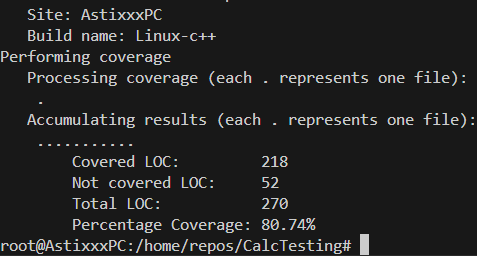 Site: AstixxxPC
Build name: Linux-c++
Performing coverage
Processing coverage (each . represents one file):
.
Accumulating results (each . represents one file):
...........
Covered LOC: 218
Not covered LOC: 52
Total LOC: 270
Percentage Coverage: 80.74%
root@AstixxxPC:/home/repos/CalcTesting#